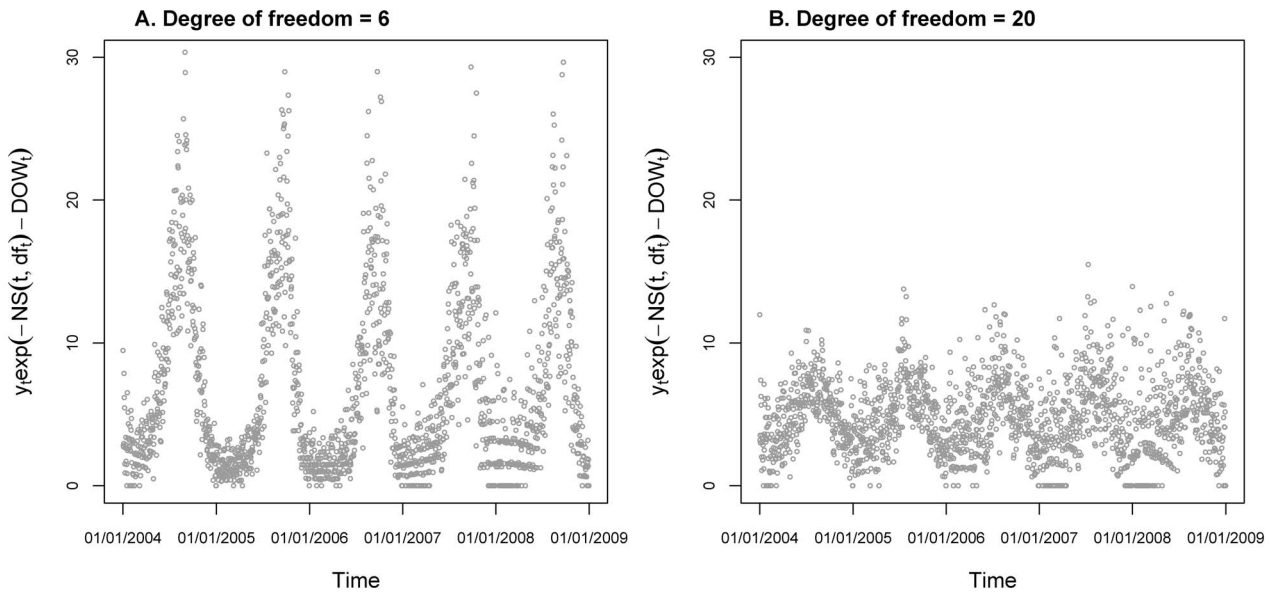 A. Degree of freedom = 6
yₜexp(−NS(t, dfₜ)−DOWₜ)
30
20
10
0
01/01/2004 01/01/2005 01/01/2006 01/01/2007 01/01/2008 01/01/2009
Time
B. Degree of freedom = 20
yₜexp(−NS(t, dfₜ)−DOWₜ)
30
20
10
0
01/01/2004 01/01/2005 01/01/2006 01/01/2007 01/01/2008 01/01/2009
Time